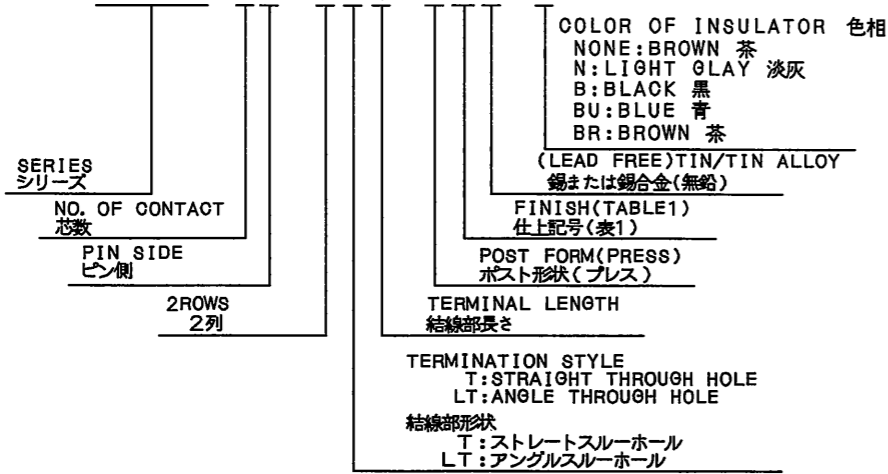 COLOR OF INSULATOR 色相
NONE:BROWN 茶
N:LIGHT GLAY 淡灰
B:BLACK 黒
BU:BLUE 青
BR:BROWN 茶
SERIES
シリーズ
(LEAD FREE)TIN/TIN ALLOY
錫または錫合金(無鉛)
NO. OF CONTACT
芯数
FINISH(TABLE1)
仕上記号(表1)
PIN SIDE
ピン側
POST FORM(PRESS)
ポスト形状(プレス)
2ROWS
2列
TERMINAL LENGTH
結線部長さ
TERMINATION STYLE
T:STRAIGHT THROUGH HOLE
LT:ANGLE THROUGH HOLE
結線部形状
T:ストレートスルーホール
LT:アングルスルーホール